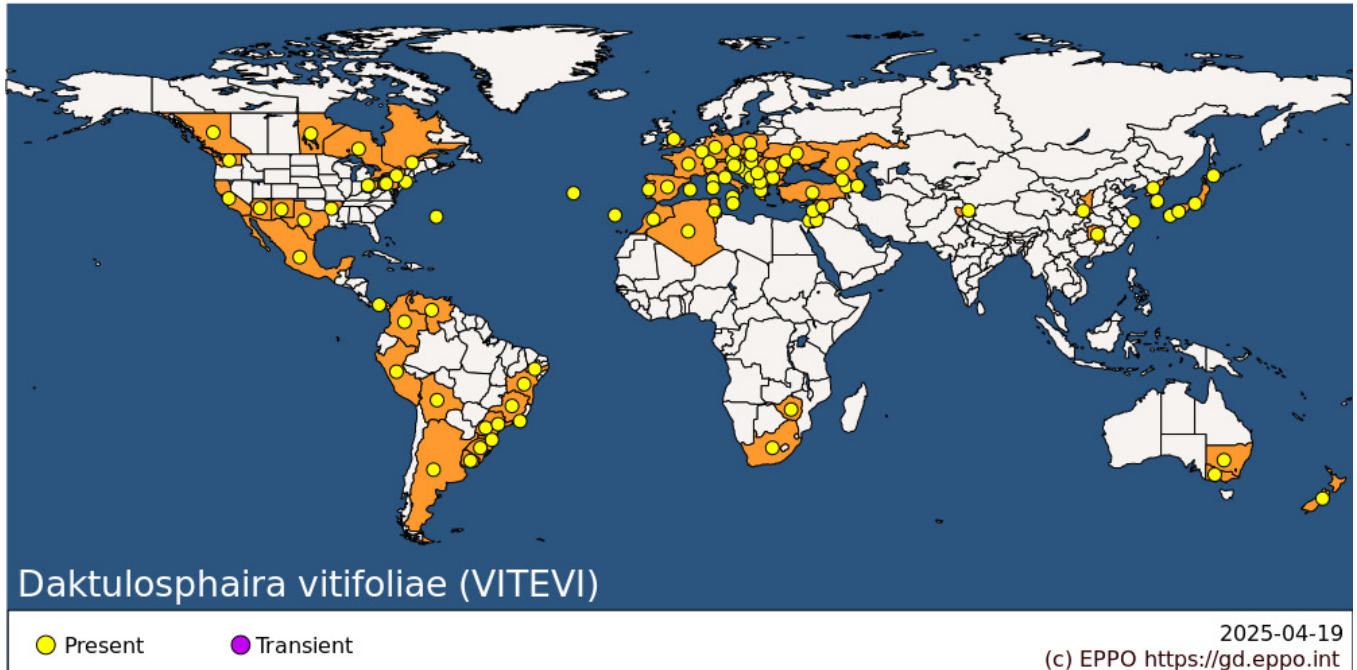 Daktulosphaira vitifoliae (VITEVI)
Present
Transient
2025-04-19
(c) EPPO https://gd.eppo.int